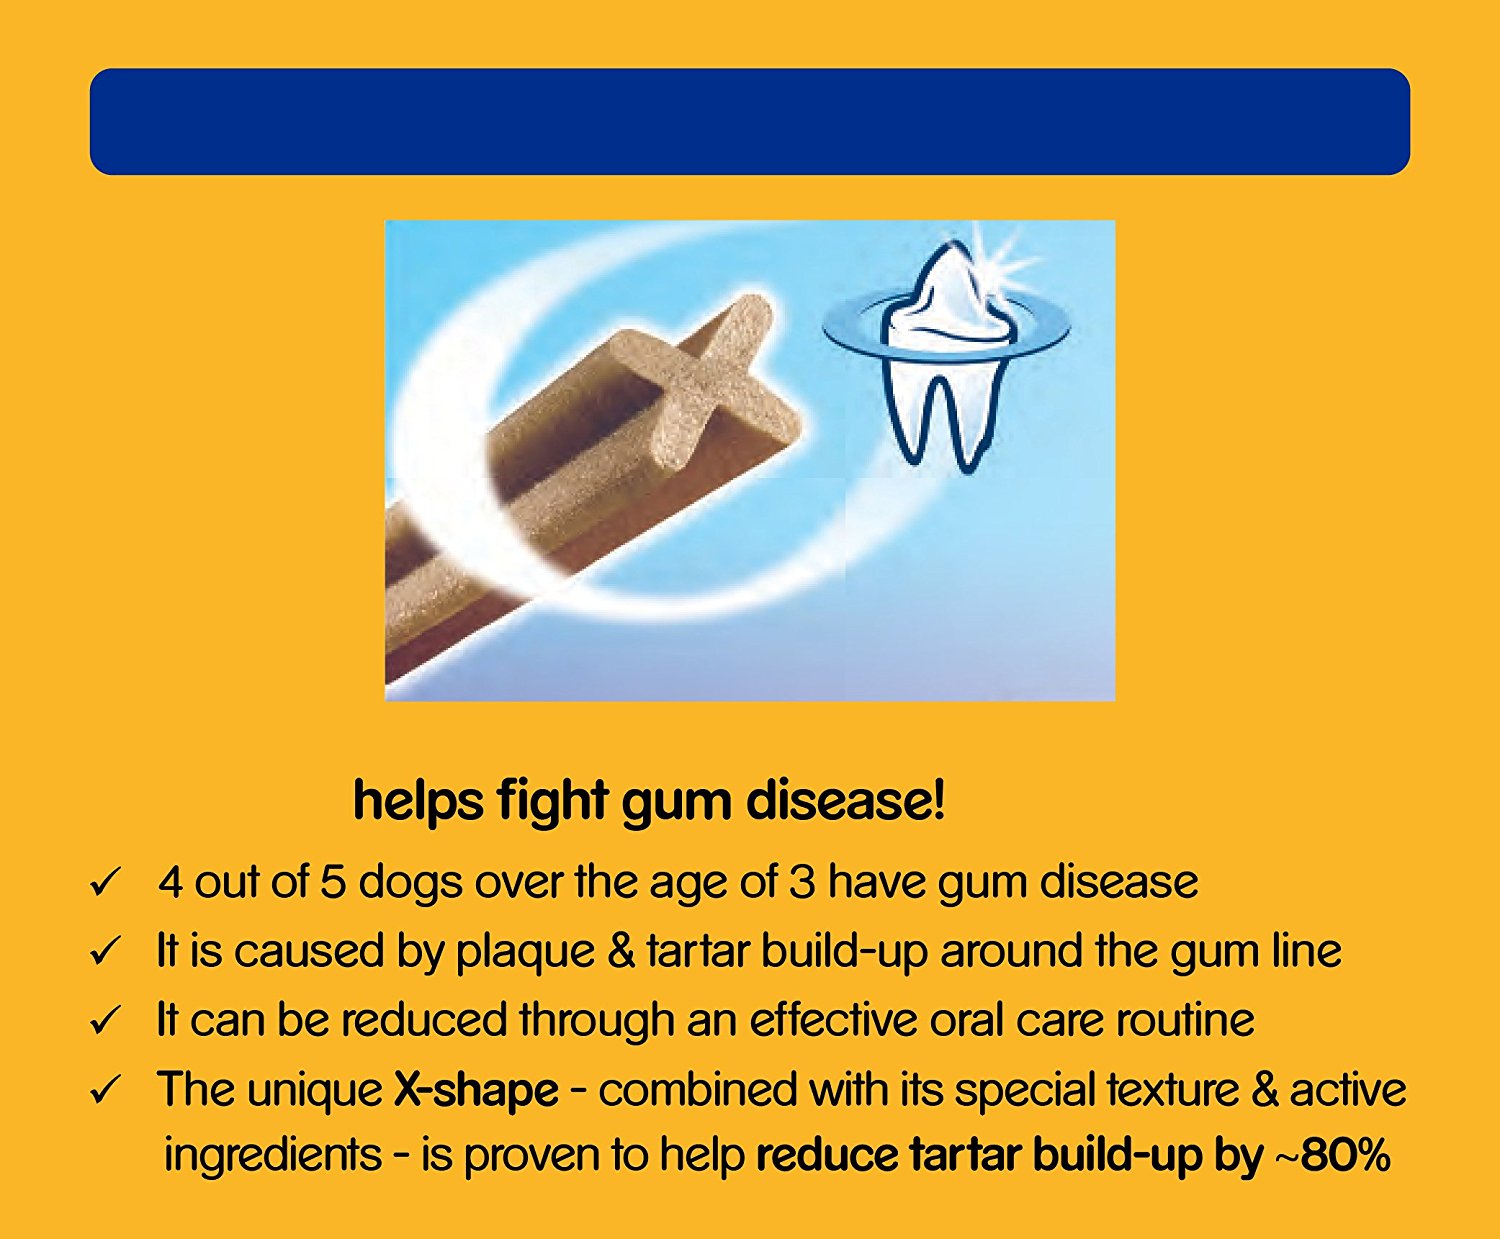 helps fight gum disease!
✓ 4 out of 5 dogs over the age of 3 have gum disease
✓ It is caused by plaque & tartar build-up around the gum line
✓ It can be reduced through an effective oral care routine
✓ The unique X-shape - combined with its special texture & active
ingredients - is proven to help reduce tartar build-up by ~80%